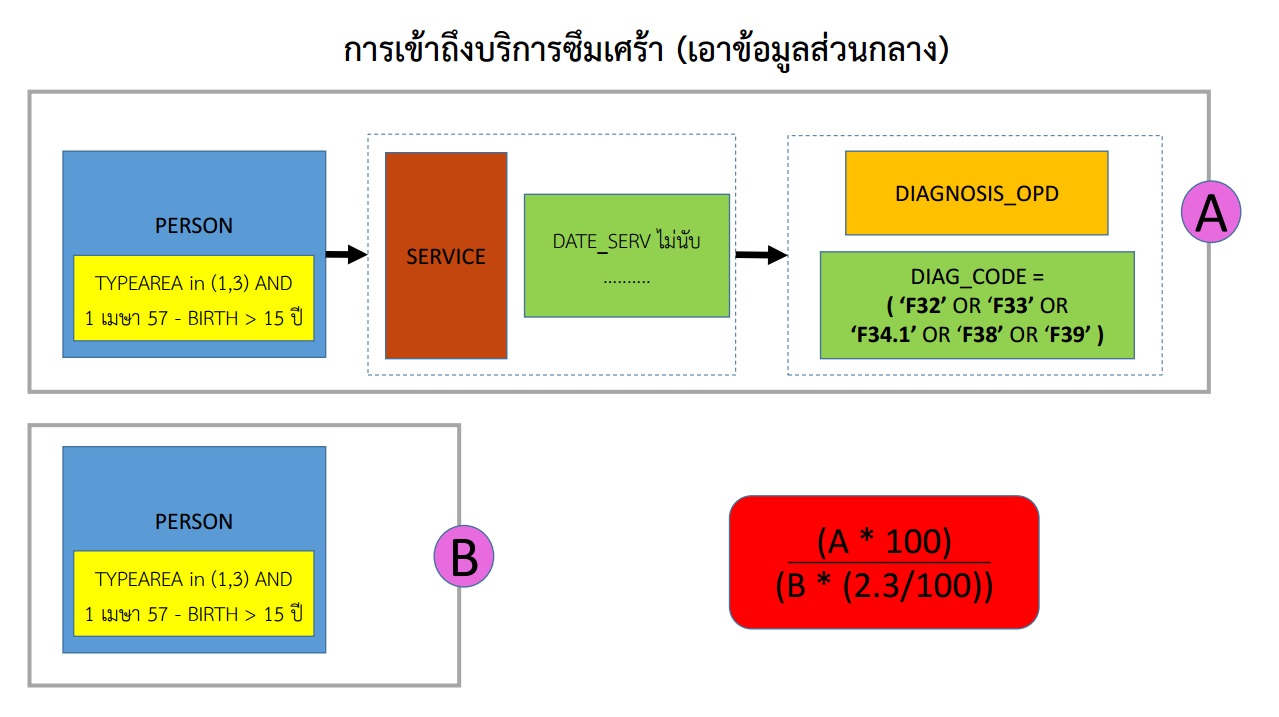 การเข้าถึงบริการซึมเศร้า (เอาข้อมูลส่วนกลาง)
PERSON
TYPEAREA in (1,3) AND
1 เมษา 57 - BIRTH > 15 ปี
SERVICE
DATE_SERV ไม่นับ
..........
DIAGNOSIS_OPD
DIAG_CODE =
( ‘F32’ OR ‘F33’ OR
‘F34.1’ OR ‘F38’ OR ‘F39’ )
A
PERSON
TYPEAREA in (1,3) AND
1 เมษา 57 - BIRTH > 15 ปี
B
(A * 100)
(B * (2.3/100))